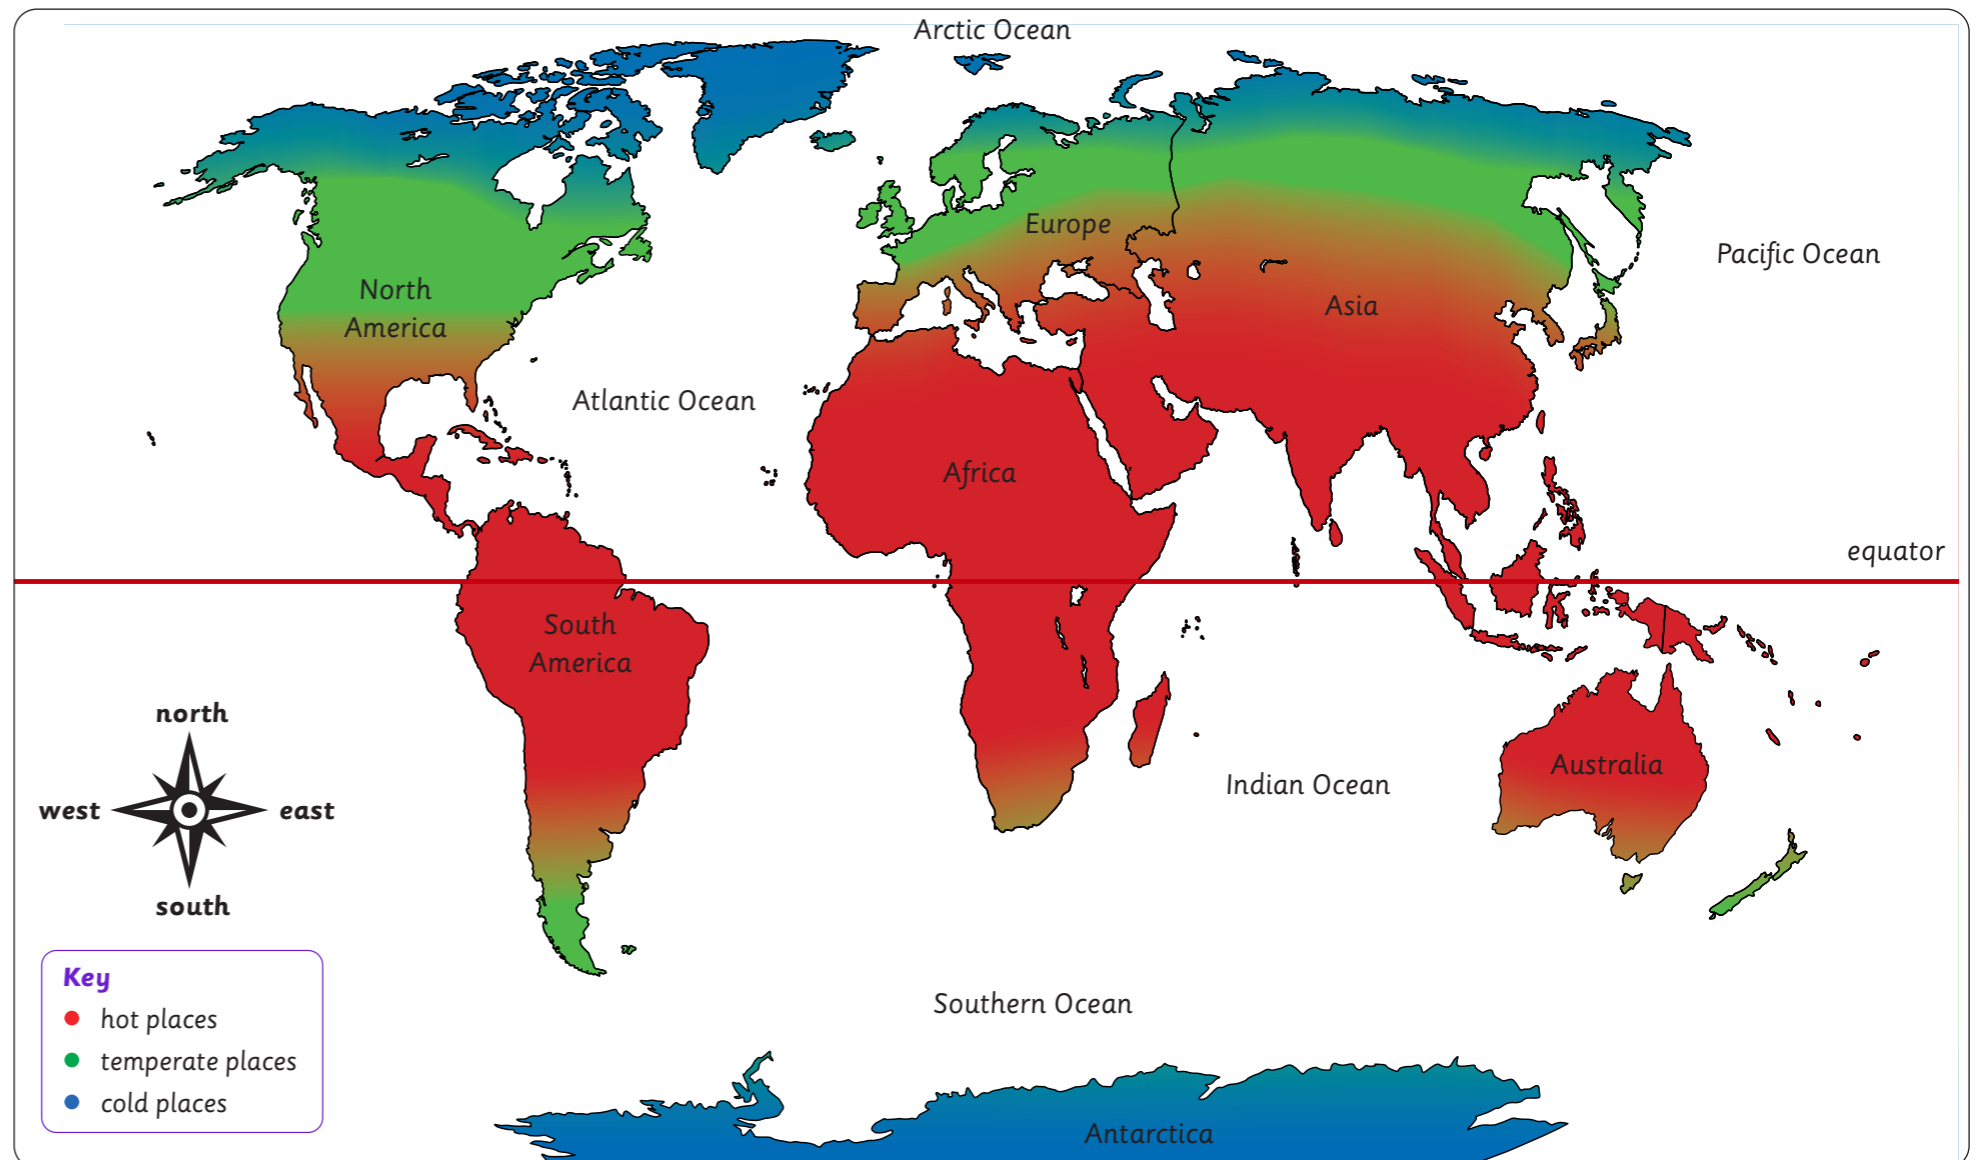 Arctic Ocean
Europe
Pacific Ocean
North
America
Asia
Atlantic Ocean
Africa
equator
South
America
north
west
east
south
Indian Ocean
Australia
Key
hot places
temperate places
cold places
Southern Ocean
Antarctica